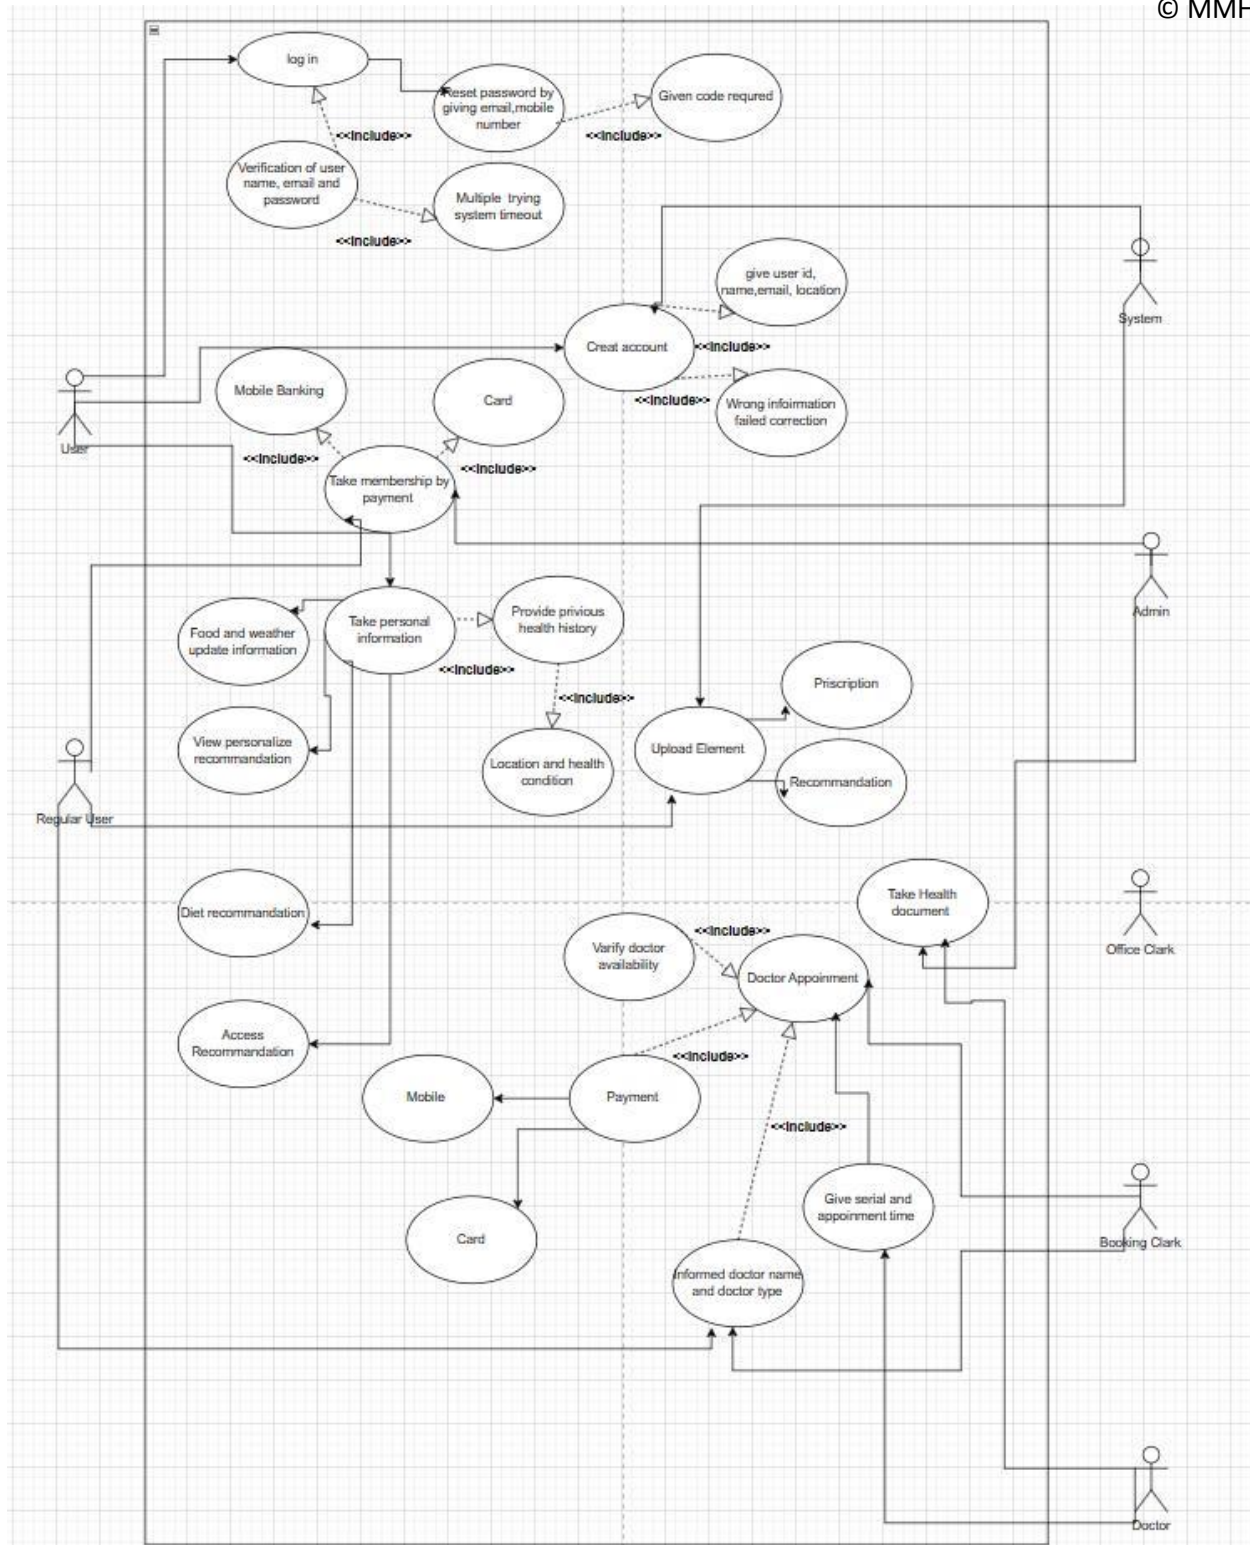 © MMH
log in
Reset password by
giving email,mobile
number
Given code requred
<<Include>>
<<Include>>
Verification of user
name, email and
password
Multiple trying
system timeout
<<Include>>
give user id,
name,email, location
System
Creat account
<<Include>>
Mobile Banking
Card
<<Include>>
Wrong infoirmation
failed correction
User
<<Include>>
<<Include>>
Take membership by
payment
Admin
Food and weather
update information
Take personal
information
Provide privious
health history
<<Include>>
<<Include>>
Priscription
View personalize
recommandation
Upload Element
Location and health
condition
Recommandation
Regular User
Take Health
document
Diet recommandation
<<Include>>
Varify doctor
availability
Doctor Appoinment
Office Clark
Access
Recommandation
<<Include>>
Mobile
Payment
<<Include>>
Give serial and
appoinment time
Card
Booking Clark
Informed doctor name
and doctor type
Doctor